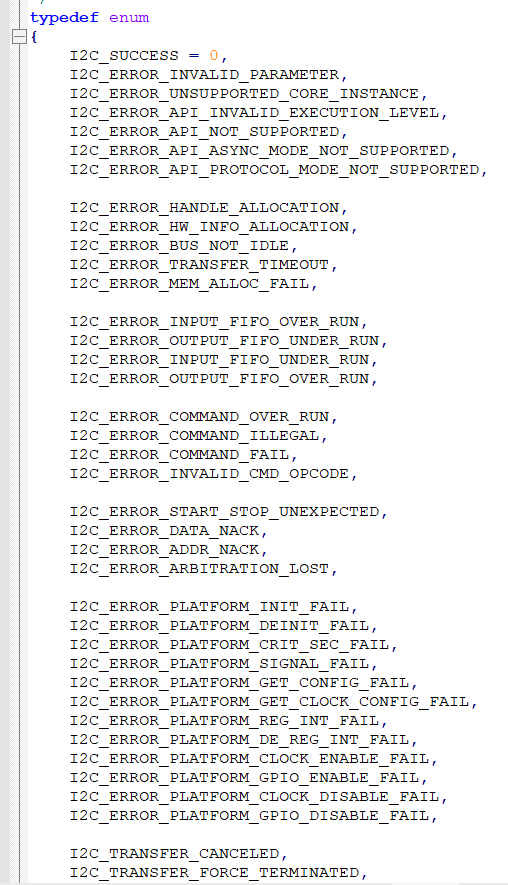 typedef enum
{
I2C_SUCCESS = 0,
I2C_ERROR_INVALID_PARAMETER,
I2C_ERROR_UNSUPPORTED_CORE_INSTANCE,
I2C_ERROR_API_INVALID_EXECUTION_LEVEL,
I2C_ERROR_API_NOT_SUPPORTED,
I2C_ERROR_API_ASYNC_MODE_NOT_SUPPORTED,
I2C_ERROR_API_PROTOCOL_MODE_NOT_SUPPORTED,
I2C_ERROR_HANDLE_ALLOCATION,
I2C_ERROR_HW_INFO_ALLOCATION,
I2C_ERROR_BUS_NOT_IDLE,
I2C_ERROR_TRANSFER_TIMEOUT,
I2C_ERROR_MEM_ALLOC_FAIL,
I2C_ERROR_INPUT_FIFO_OVER_RUN,
I2C_ERROR_OUTPUT_FIFO_UNDER_RUN,
I2C_ERROR_INPUT_FIFO_UNDER_RUN,
I2C_ERROR_OUTPUT_FIFO_OVER_RUN,
I2C_ERROR_COMMAND_OVER_RUN,
I2C_ERROR_COMMAND_ILLEGAL,
I2C_ERROR_COMMAND_FAIL,
I2C_ERROR_INVALID_CMD_OPCODE,
I2C_ERROR_START_STOP_UNEXPECTED,
I2C_ERROR_DATA_NACK,
I2C_ERROR_ADDR_NACK,
I2C_ERROR_ARBITRATION_LOST,
I2C_ERROR_PLATFORM_INIT_FAIL,
I2C_ERROR_PLATFORM_DEINIT_FAIL,
I2C_ERROR_PLATFORM_CRIT_SEC_FAIL,
I2C_ERROR_PLATFORM_SIGNAL_FAIL,
I2C_ERROR_PLATFORM_GET_CONFIG_FAIL,
I2C_ERROR_PLATFORM_GET_CLOCK_CONFIG_FAIL,
I2C_ERROR_PLATFORM_REG_INT_FAIL,
I2C_ERROR_PLATFORM_DE_REG_INT_FAIL,
I2C_ERROR_PLATFORM_CLOCK_ENABLE_FAIL,
I2C_ERROR_PLATFORM_GPIO_ENABLE_FAIL,
I2C_ERROR_PLATFORM_CLOCK_DISABLE_FAIL,
I2C_ERROR_PLATFORM_GPIO_DISABLE_FAIL,
I2C_TRANSFER_CANCELED,
I2C_TRANSFER_FORCE_TERMINATED,